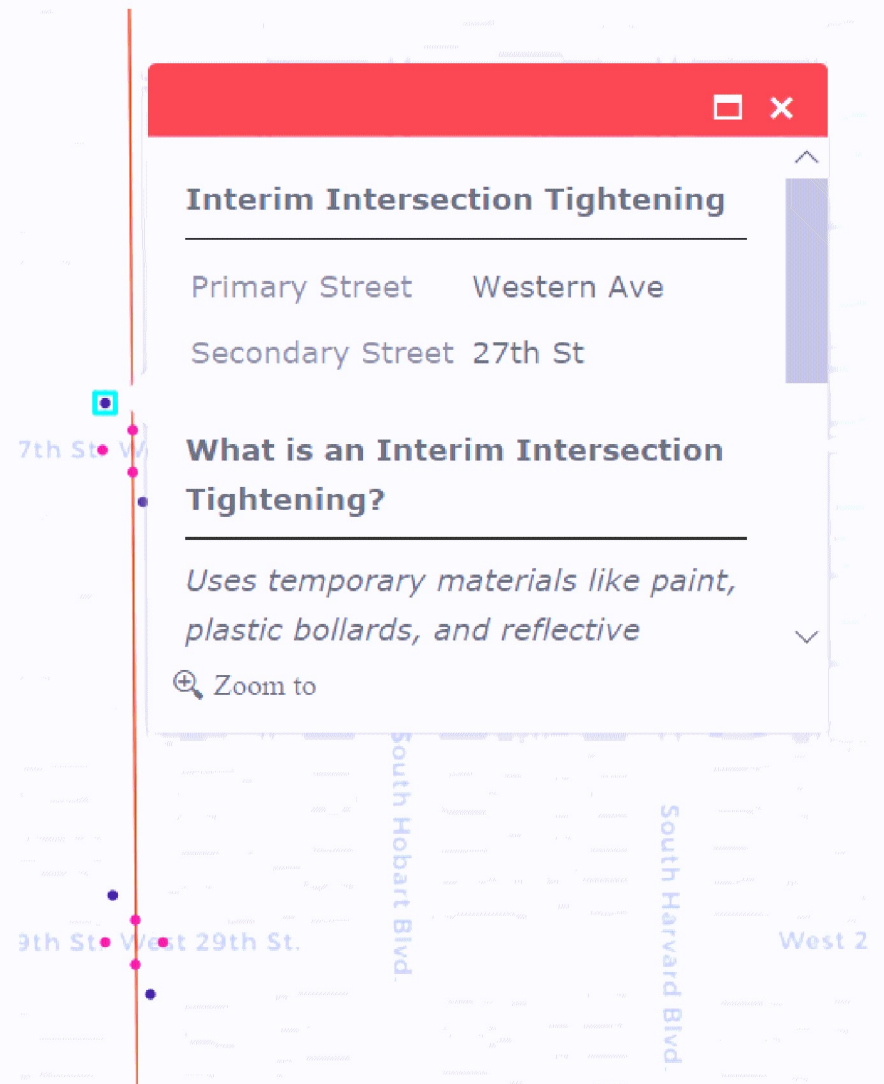 Interim Intersection Tightening
Primary Street Western Ave
Secondary Street 27th St
7th St. W
What is an Interim Intersection
Tightening?
Uses temporary materials like paint,
plastic bollards, and reflective
Zoom to
South Hobart Blvd.
South Harvard Blvd.
9th St. West 29th St.
West 2